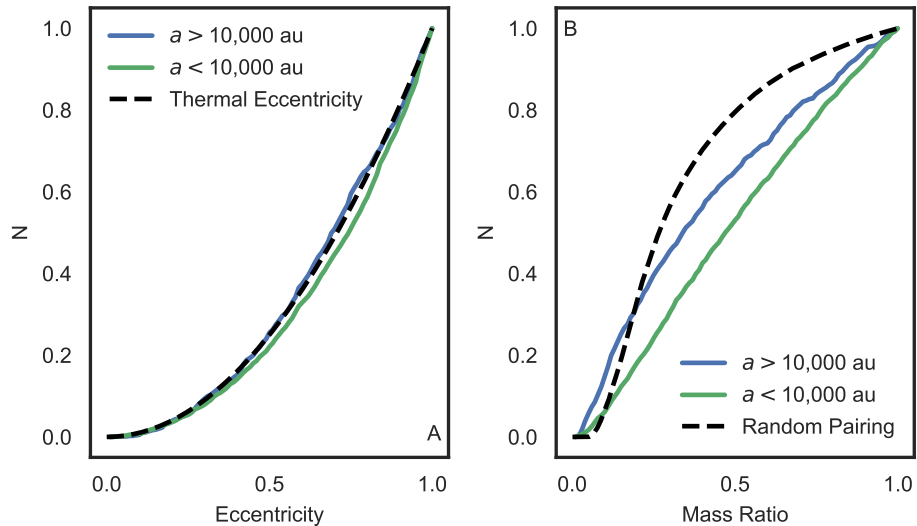 1.0
0.8
0.6
0.4
0.2
0.0
N
a > 10,000 au
a < 10,000 au
Thermal Eccentricity
A
0.0 0.5 1.0
Eccentricity
1.0
0.8
0.6
0.4
0.2
0.0
N
B
a > 10,000 au
a < 10,000 au
Random Pairing
0.0 0.5 1.0
Mass Ratio